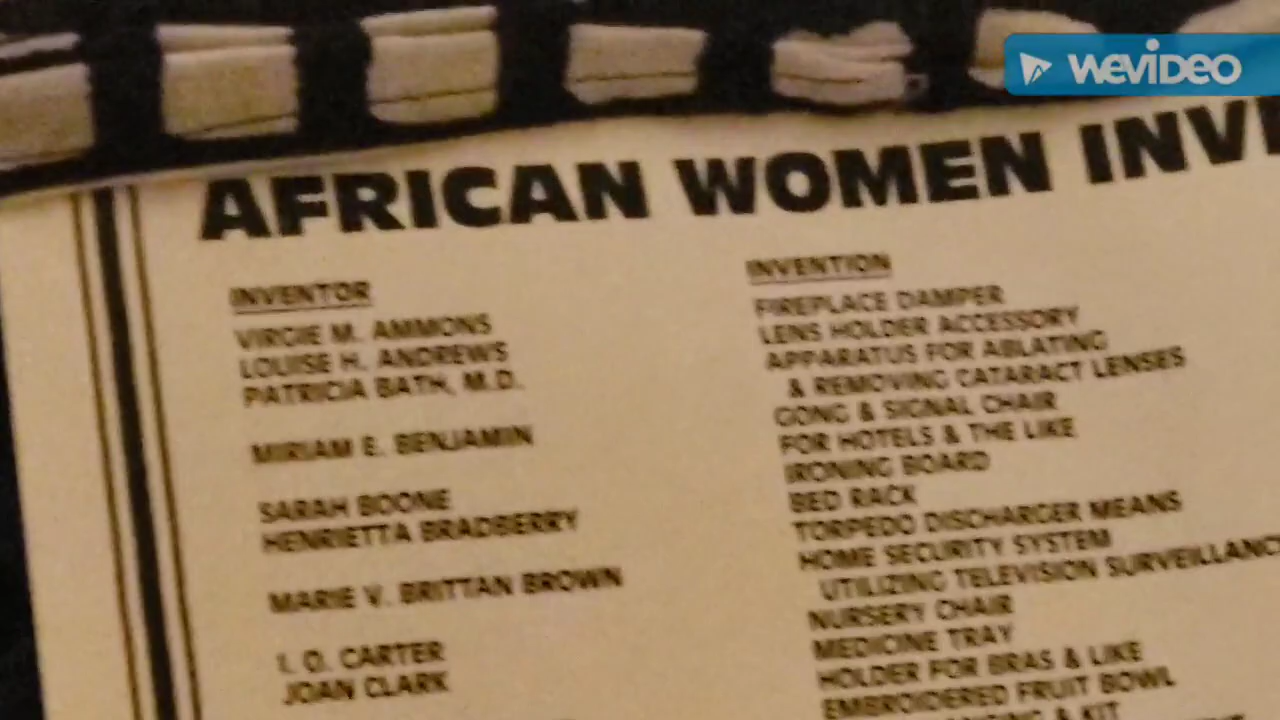 WEVIDEO
AFRICAN WOMEN INVE
INVENTOR
VIRGIE M. AMMONS
LOUISE H. ANDREWS
PATRICIA BATH, M.D.
MIRIAM E. BENJAMIN
SARAH BOONE
HENRIETTA BRADBERRY
MARIE V. BRITTAN BROWN
I. O. CARTER
JOAN CLARK
INVENTION
FIREPLACE DAMPER
LENS HOLDER ACCESSORY
APPARATUS FOR ABLATING
& REMOVING CATARACT LENSES
GONG & SIGNAL CHAIR
FOR HOTELS & THE LIKE
IRONING BOARD
BED RACK
TORPEDO DISCHARGER MEANS
HOME SECURITY SYSTEM
UTILIZING TELEVISION SURVEILLANC
NURSERY CHAIR
MEDICINE TRAY
HOLDER FOR BRAS & LIKE
EMBROIDERED FRUIT BOWL
& KIT